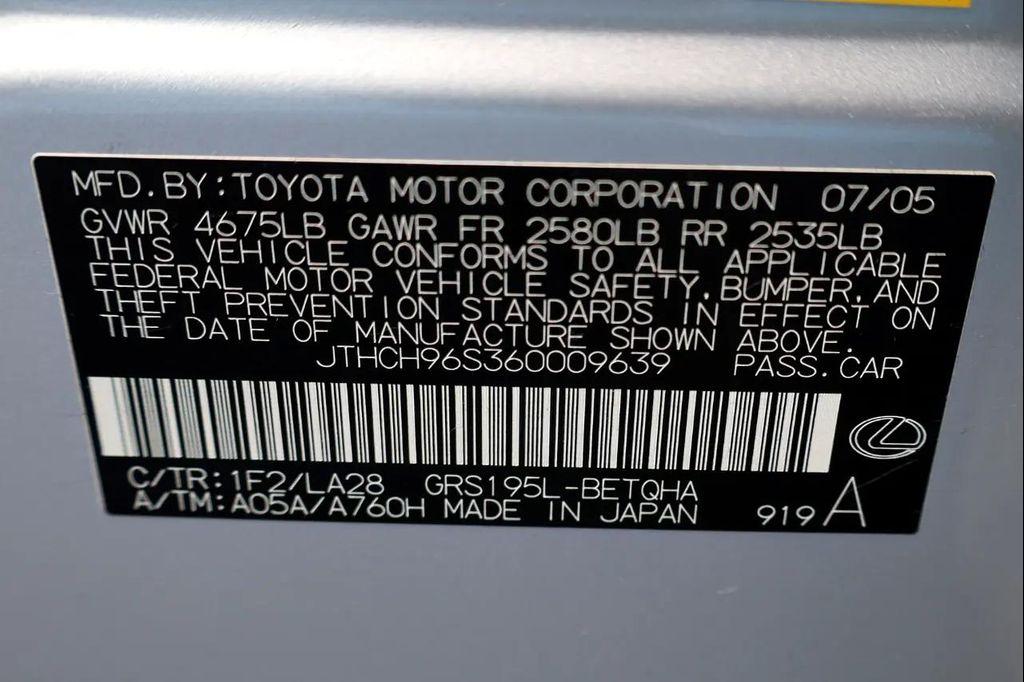 MFD.BY:TOYOTA MOTOR CORPORATION 07/05
GVWR 4675LB GAWR FR 2580LB RR 2535LB
THIS VEHICLE CONFORMS TO ALL APPLICABLE
FEDERAL MOTOR VEHICLE SAFETY,BUMPER,AND
THEFT PREVENTION STANDARDS IN EFFECT ON
THE DATE OF MANUFACTURE SHOWN ABOVE.
JTHCH96S360009639 PASS.CAR
C/TR:1F2/LA28 GRS195L-BETQHA
A/TM:A05A/A760H MADE IN JAPAN 919 A